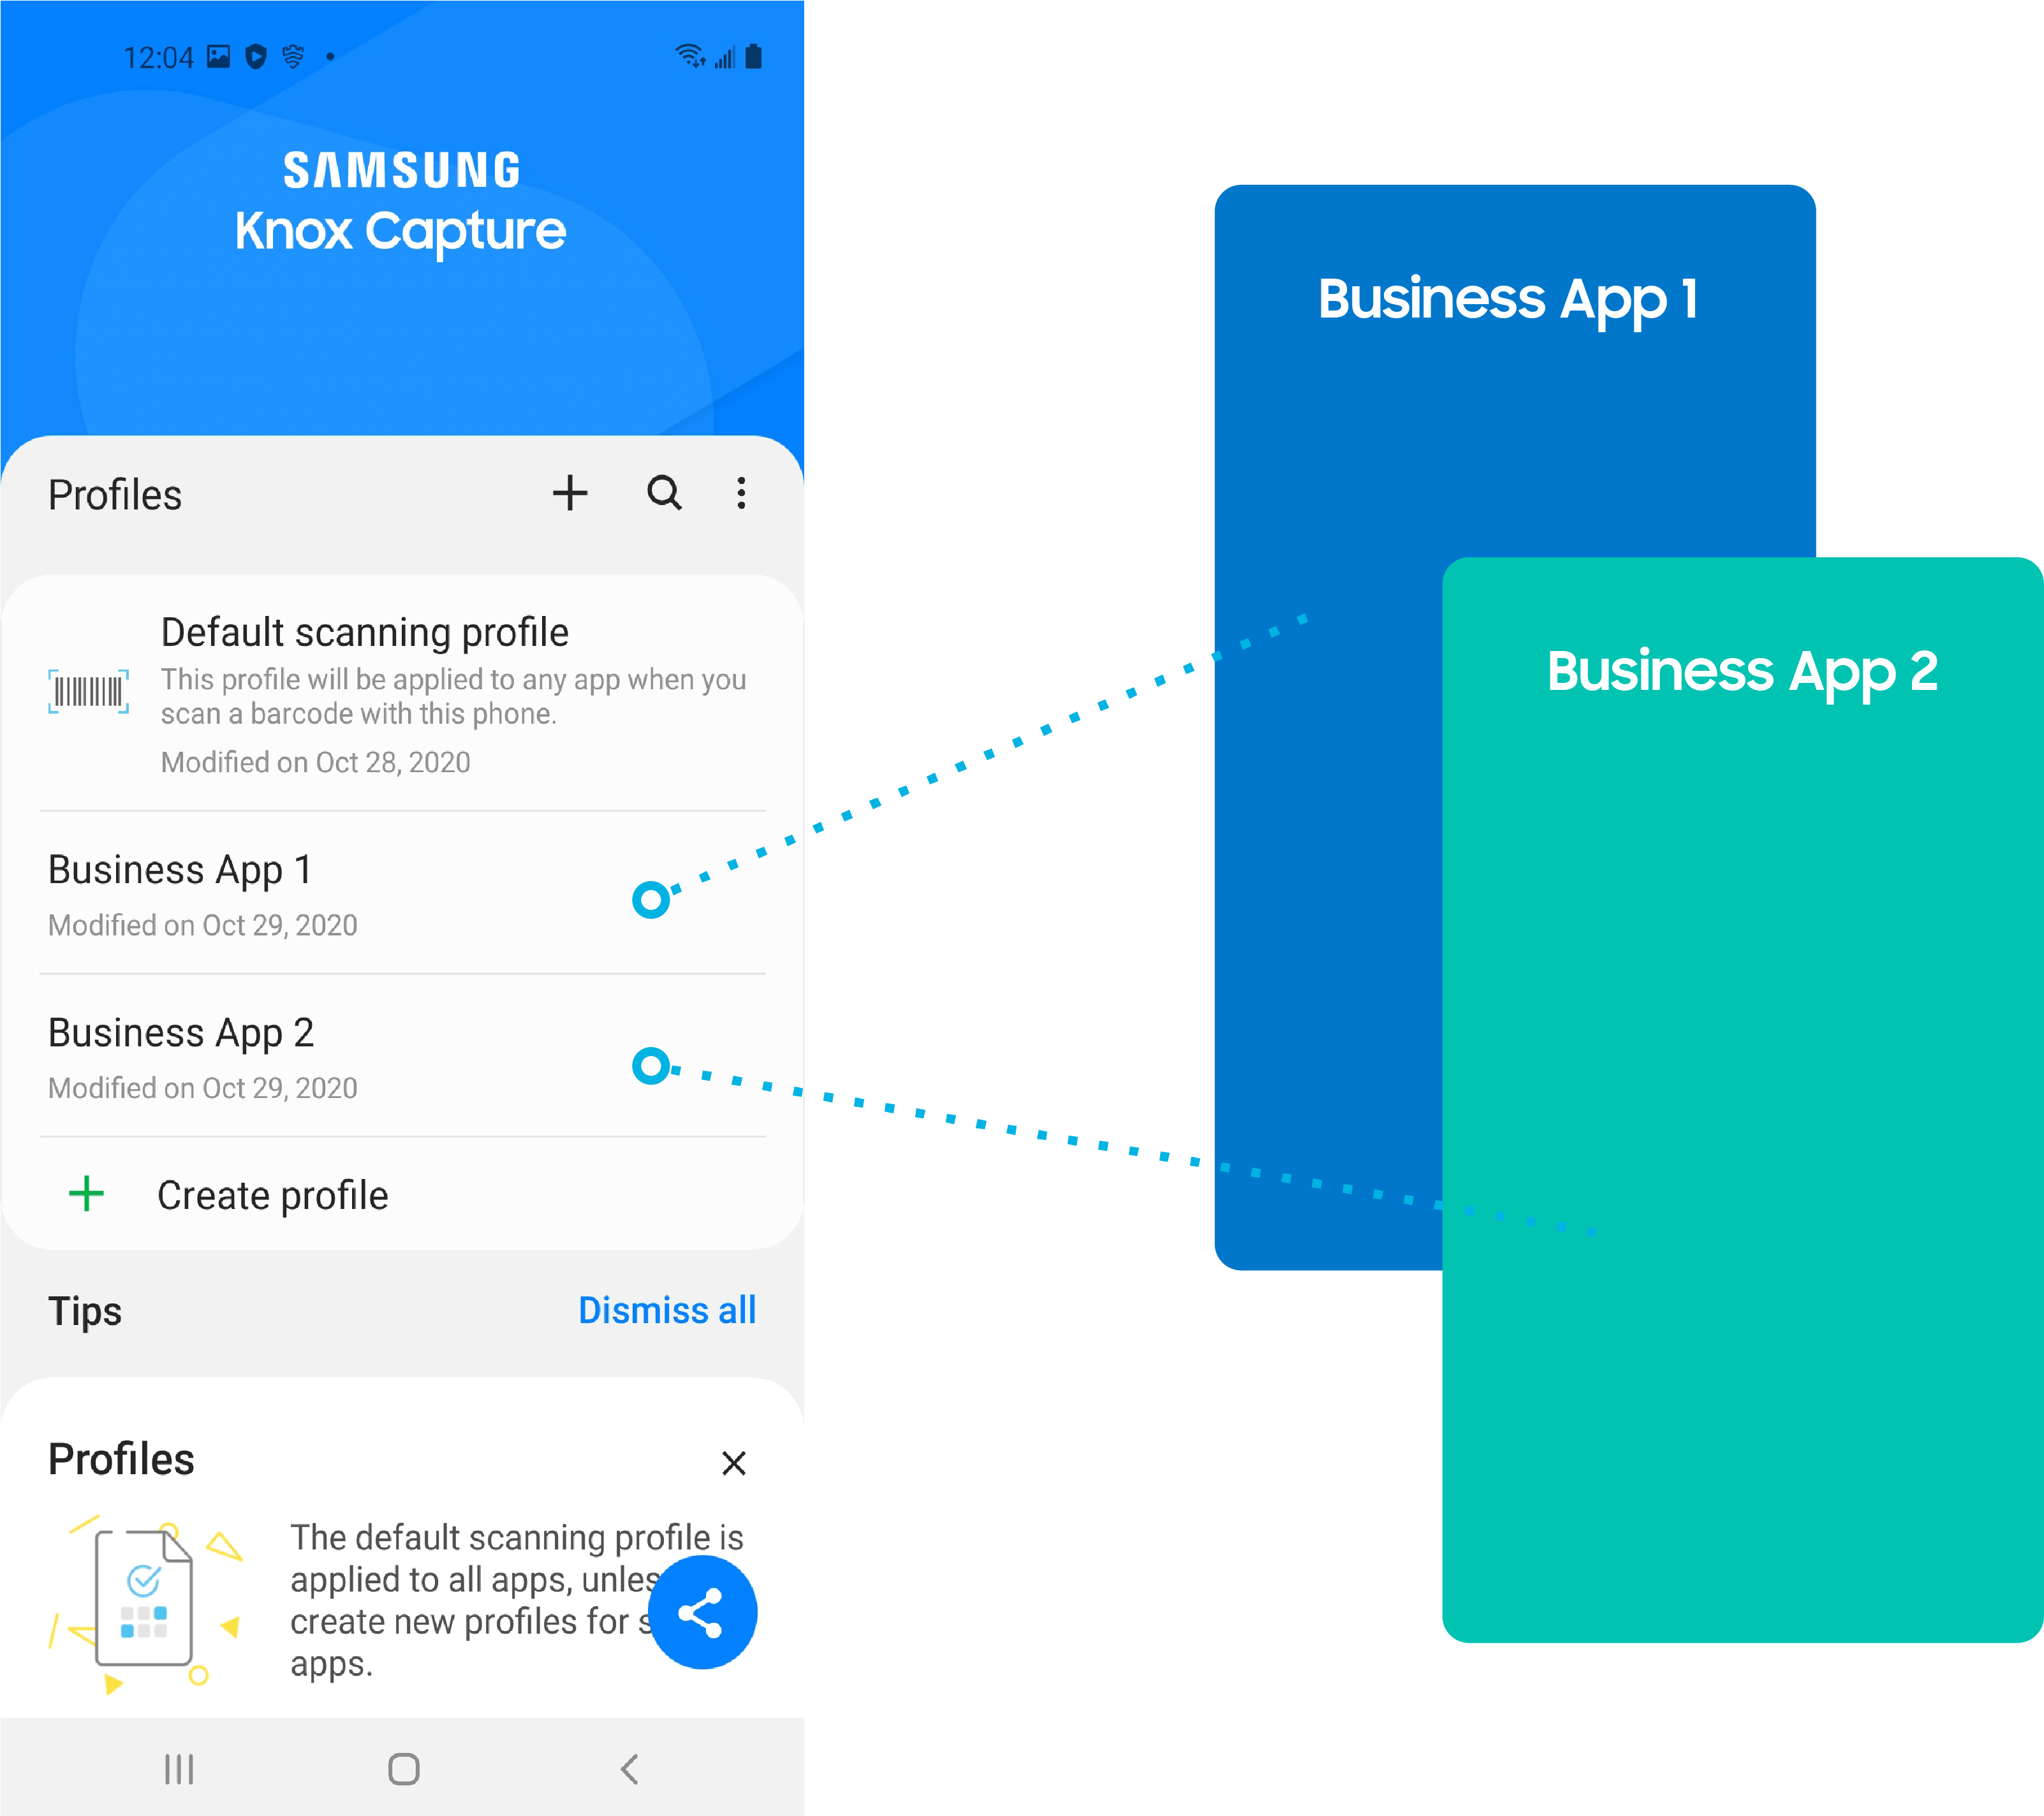 12:04
SAMSUNG
Knox Capture
Profiles
Default scanning profile
This profile will be applied to any app when you
scan a barcode with this phone.
Modified on Oct 28, 2020
Business App 1
Modified on Oct 29, 2020
Business App 2
Modified on Oct 29, 2020
Create profile
Tips
Dismiss all
Profiles
The default scanning profile is
applied to all apps,
create new profiles for
apps.
Business App 1
Business App 2